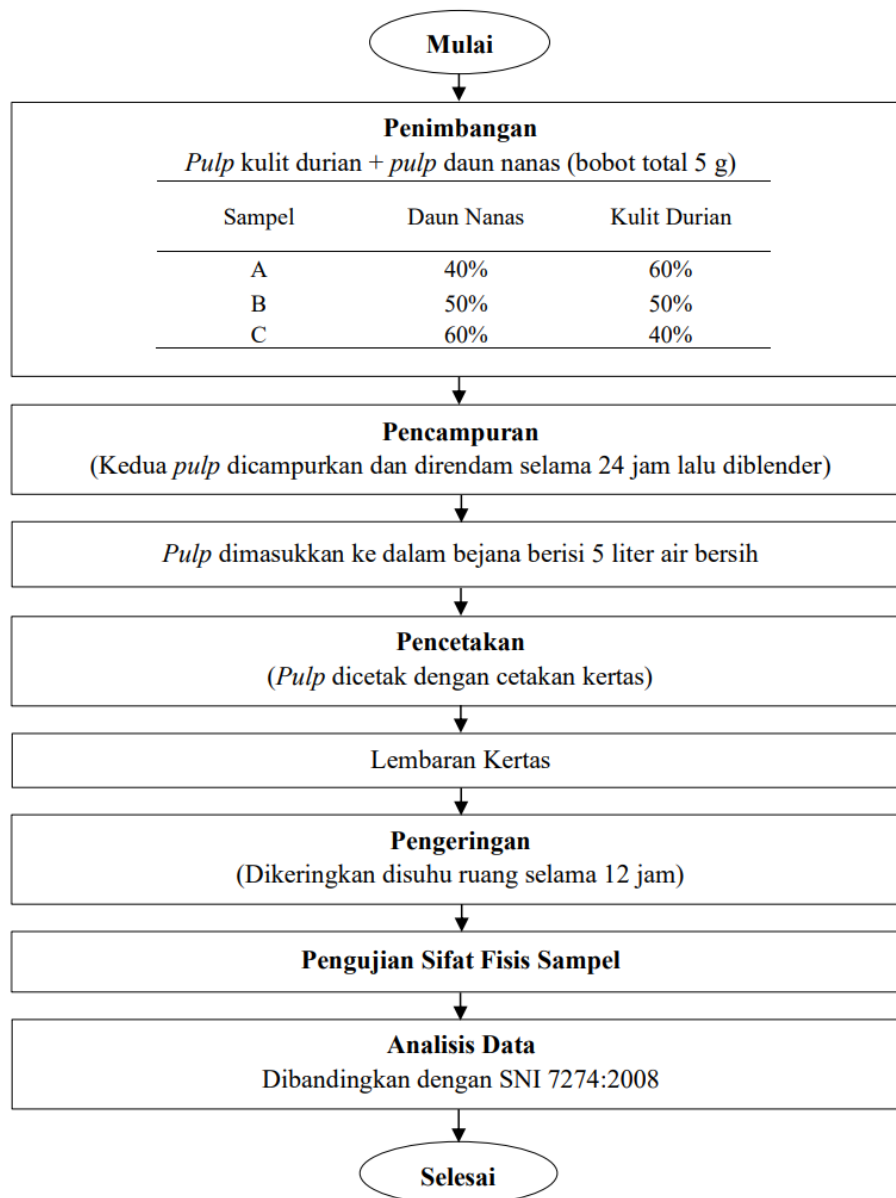 Mulai
Penimbangan
Pulp kulit durian + pulp daun nanas (bobot total 5 g)
Sampel Daun Nanas Kulit Durian
A 40% 60%
B 50% 50%
C 60% 40%
Pencampuran
(Kedua pulp dicampurkan dan direndam selama 24 jam lalu diblender)
Pulp dimasukkan ke dalam bejana berisi 5 liter air bersih
Pencetakan
(Pulp dicetak dengan cetakan kertas)
Lembaran Kertas
Pengeringan
(Dikeringkan disuhu ruang selama 12 jam)
Pengujian Sifat Fisis Sampel
Analisis Data
Dibandingkan dengan SNI 7274:2008
Selesai